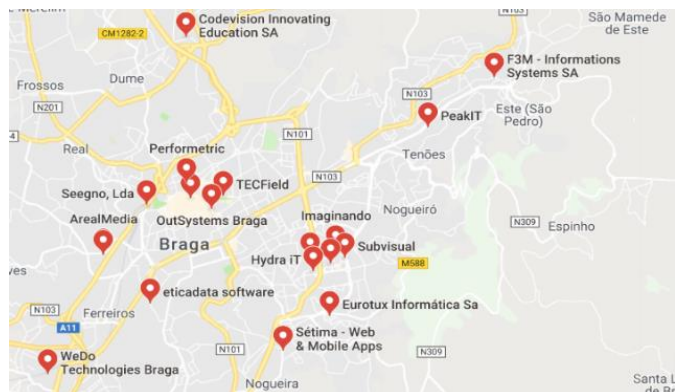 São Mamede
de Este
Codevision Innovating
Education SA
CM1282-2
F3M - Informations
Systems SA
Dume
Frossos
N201
N103
PeakIT
Este (São
Pedro)
N101
Real
Performetric
Tenões
N103
TECField
Seegno, Lda
Nogueiró
OutSystems Braga
Imaginando
N309
Espinho
ArealMedia
Braga
Subvisual
Hydra iT
M588
eticadata software
Eurotux Informática Sa
N103
Ferreiros
A11
Sétima - Web
& Mobile Apps
N101
N309
WeDo
Technologies Braga
Nogueira
Santa L